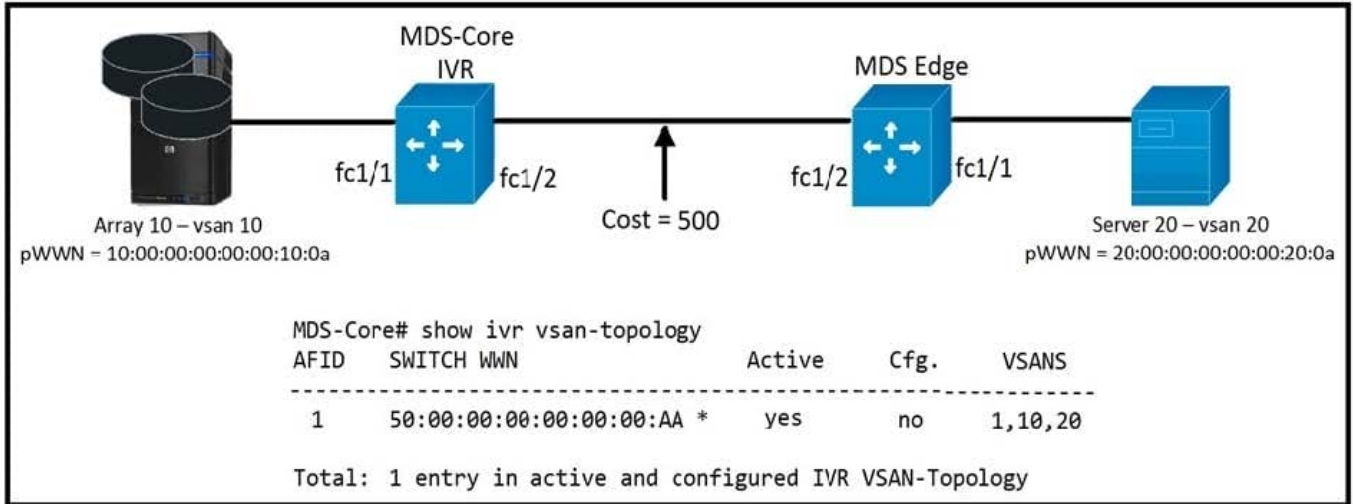 MDS-Core
IVR
MDS Edge
fc1/1
fc1/2
fc1/2
fc1/1
Cost = 500
Array 10 – vsan 10
pWWN = 10:00:00:00:00:00:10:0a
Server 20 – vsan 20
pWWN = 20:00:00:00:00:00:20:0a
MDS-Core# show ivr vsan-topology
AFID SWITCH WWN Active Cfg. VSANS
--------------------------------------------------------
1 50:00:00:00:00:00:00:AA * yes no 1,10,20
Total: 1 entry in active and configured IVR VSAN-Topology